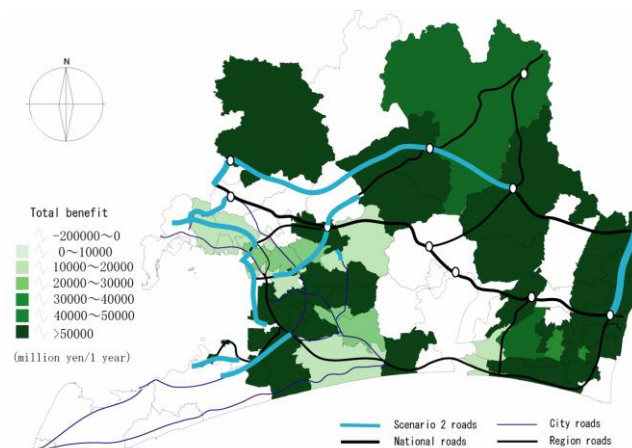 N
Total benefit
-200000～0
0～10000
10000～20000
20000～30000
30000～40000
40000～50000
>50000
(million yen/1 year)
Scenario 2 roads
City roads
National roads
Region roads